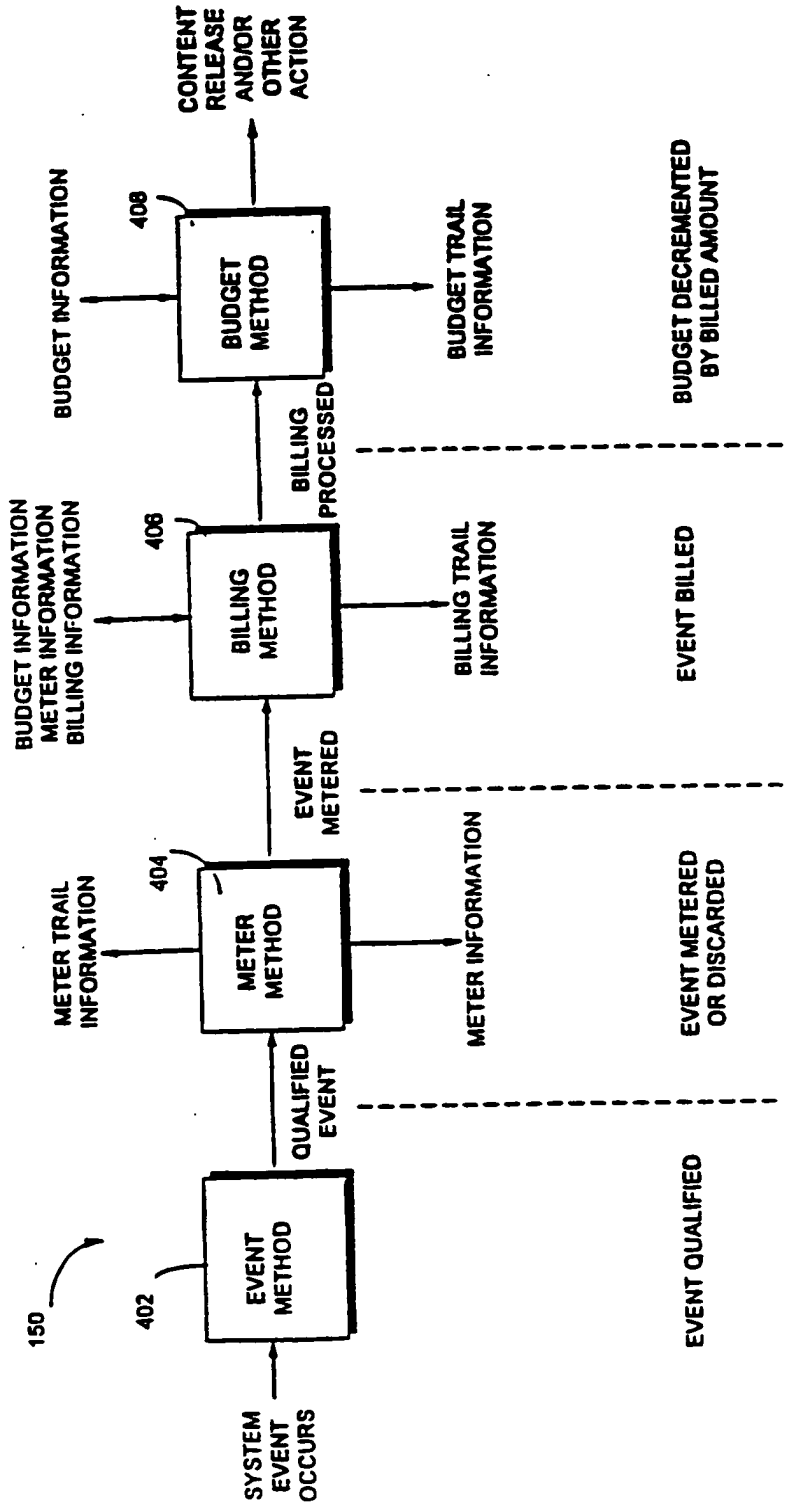 150
SYSTEM
EVENT
OCCURS
402
EVENT
METHOD
QUALIFIED
EVENT
EVENT QUALIFIED
METER TRAIL
INFORMATION
404
METER
METHOD
EVENT
METERED
METER INFORMATION
EVENT METERED
OR DISCARDED
BUDGET INFORMATION
METER INFORMATION
BILLING INFORMATION
406
BILLING
METHOD
BILLING
PROCESSED
BILLING TRAIL
INFORMATION
EVENT BILLED
BUDGET INFORMATION
408
BUDGET
METHOD
CONTENT
RELEASE
AND/OR
OTHER
ACTION
BUDGET TRAIL
INFORMATION
BUDGET DECREMENTED
BY BILLED AMOUNT